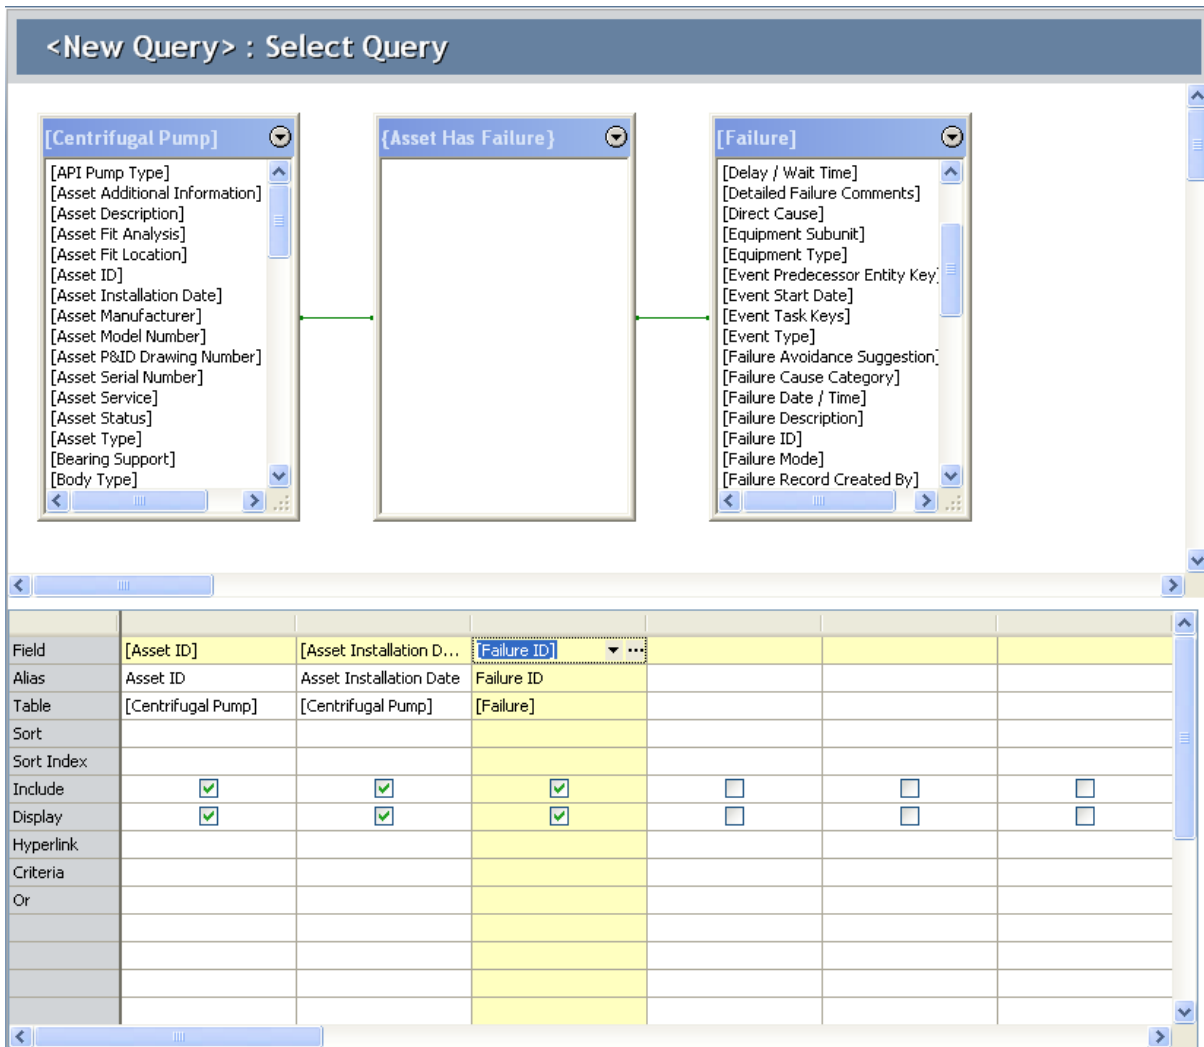 <New Query> : Select Query
[Centrifugal Pump]
[API Pump Type]
[Asset Additional Information]
[Asset Description]
[Asset Fit Analysis]
[Asset Fit Location]
[Asset ID]
[Asset Installation Date]
[Asset Manufacturer]
[Asset Model Number]
[Asset P&ID Drawing Number]
[Asset Serial Number]
[Asset Service]
[Asset Status]
[Asset Type]
[Bearing Support]
[Body Type]
{Asset Has Failure}
[Failure]
[Delay / Wait Time]
[Detailed Failure Comments]
[Direct Cause]
[Equipment Subunit]
[Equipment Type]
[Event Predecessor Entity Key]
[Event Start Date]
[Event Task Keys]
[Event Type]
[Failure Avoidance Suggestion]
[Failure Cause Category]
[Failure Date / Time]
[Failure Description]
[Failure ID]
[Failure Mode]
[Failure Record Created By]
Field [Asset ID] [Asset Installation D... [Failure ID] ...
Alias Asset ID Asset Installation Date Failure ID
Table [Centrifugal Pump] [Centrifugal Pump] [Failure]
Sort
Sort Index
Include
Display
Hyperlink
Criteria
Or